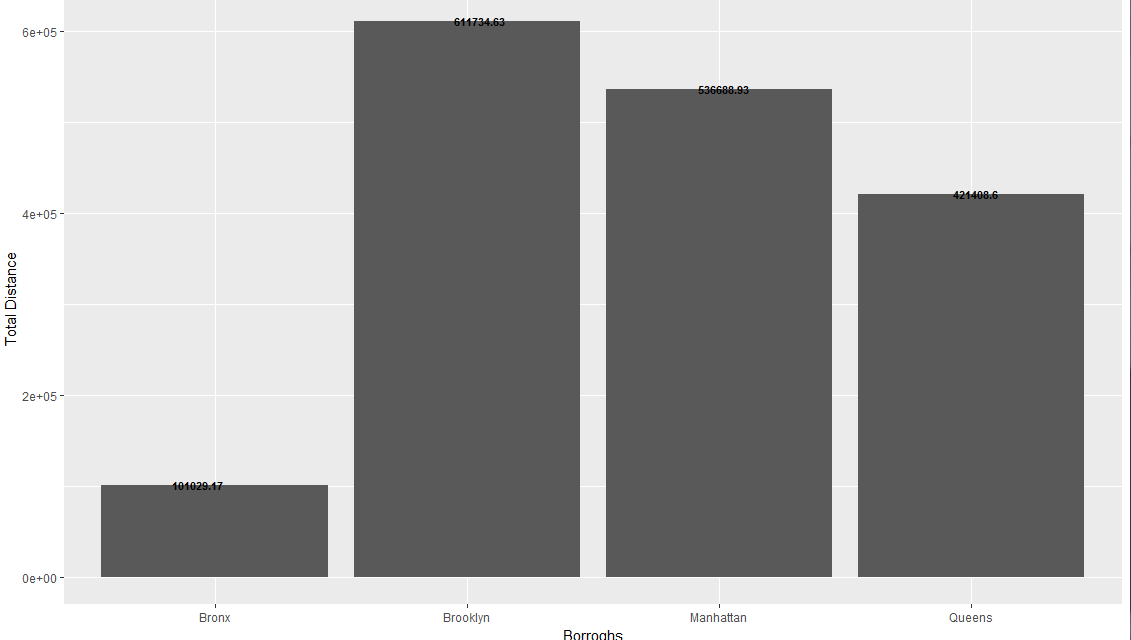 611734.63
6e+05
536688.93
421408.6
4e+05
Total Distance
2e+05
101029.17
0e+00
Bronx Brooklyn Manhattan Queens
Borroghs